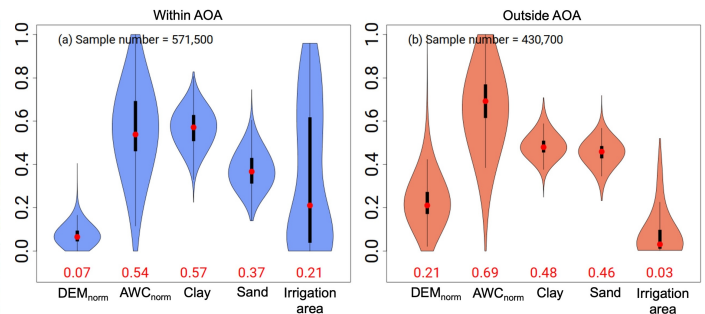 Within AOA
Outside AOA
(a) Sample number = 571,500
(b) Sample number = 430,700
1.0
0.8
0.6
0.4
0.2
0.0
1.0
0.8
0.6
0.4
0.2
0.0
0.07 0.54 0.57 0.37 0.21
0.21 0.69 0.48 0.46 0.03
DEMnorm AWCnorm Clay Sand Irrigation
area
DEMnorm AWCnorm Clay Sand Irrigation
area